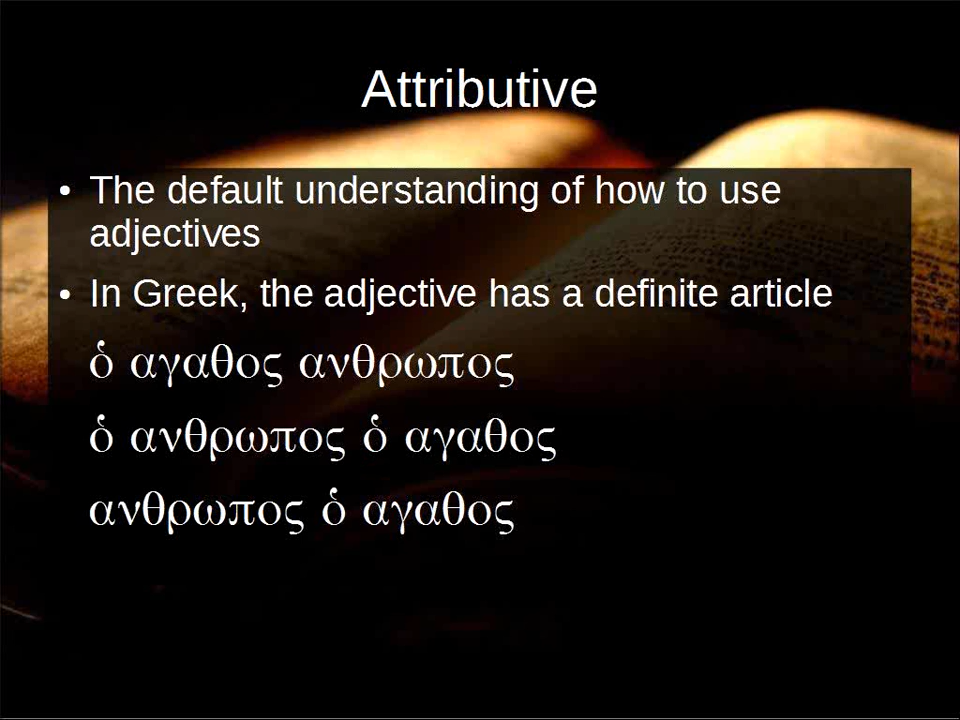 Attributive
• The default understanding of how to use
adjectives
• In Greek, the adjective has a definite article
ὁ αγαθος ανθρωπος
ὁ ανθρωπος ὁ αγαθος
ανθρωπος ὁ αγαθος